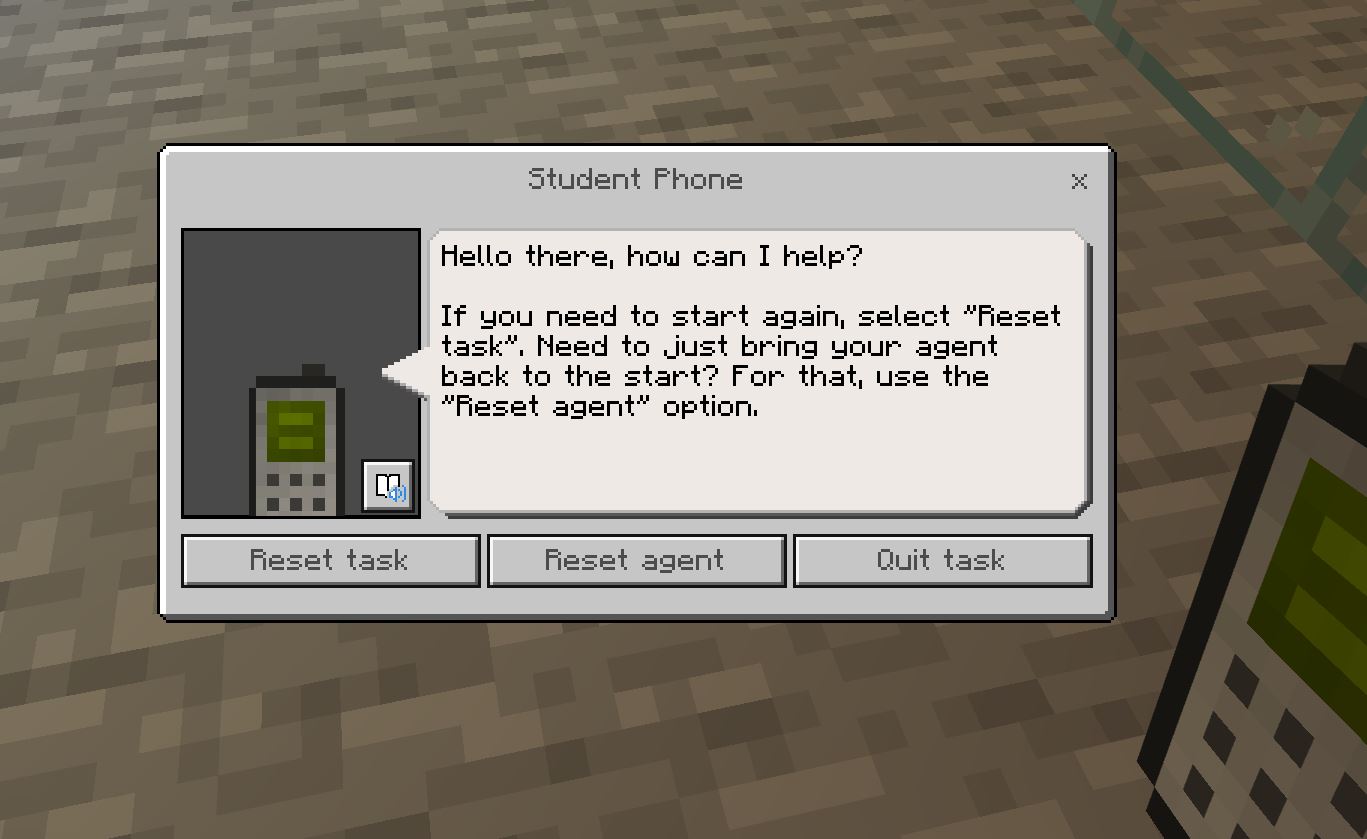 Student Phone
Hello there, how can I help?
If you need to start again, select "Reset
task". Need to just bring your agent
back to the start? For that, use the
"Reset agent" option.
Reset task
Reset agent
Quit task